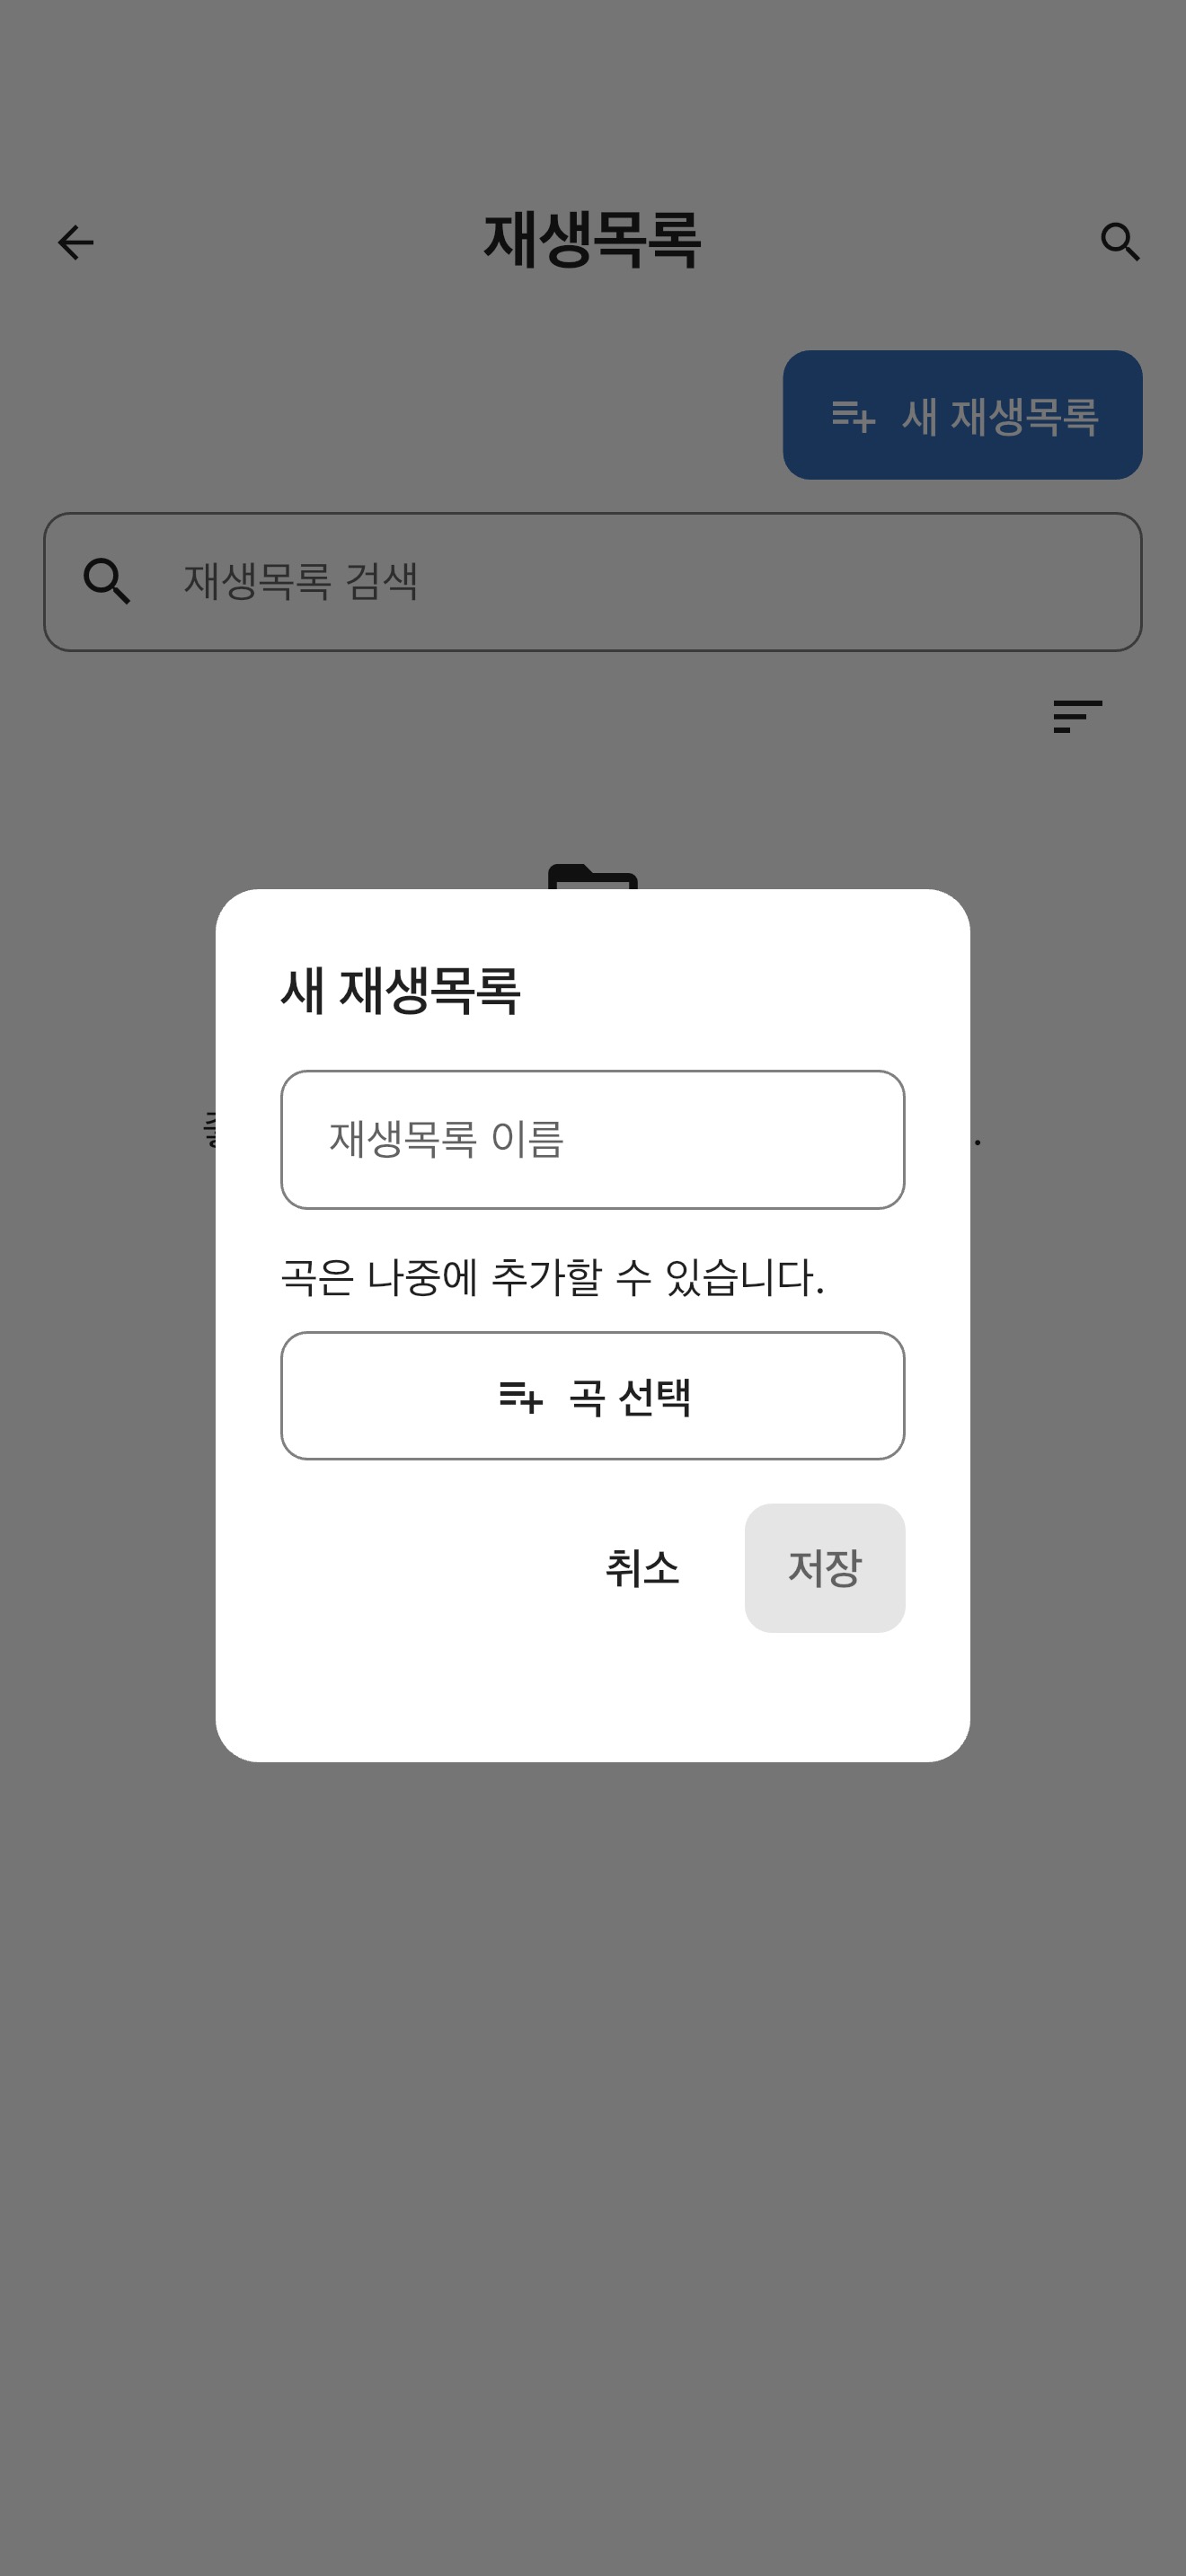 재생목록
새 재생목록
재생목록 검색
새 재생목록
재생목록 이름
곡은 나중에 추가할 수 있습니다.
곡 선택
취소
저장